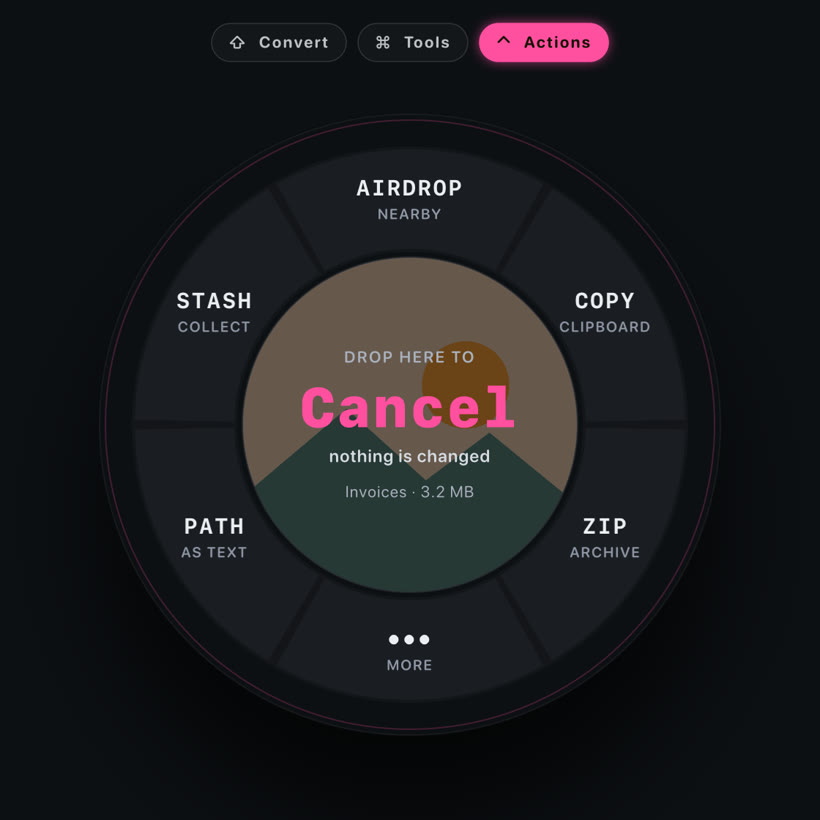 Convert
⌘ Tools
Actions
AIRDROP
NEARBY
STASH
COLLECT
COPY
CLIPBOARD
DROP HERE TO
Cancel
nothing is changed
Invoices · 3.2 MB
PATH
AS TEXT
ZIP
ARCHIVE
MORE